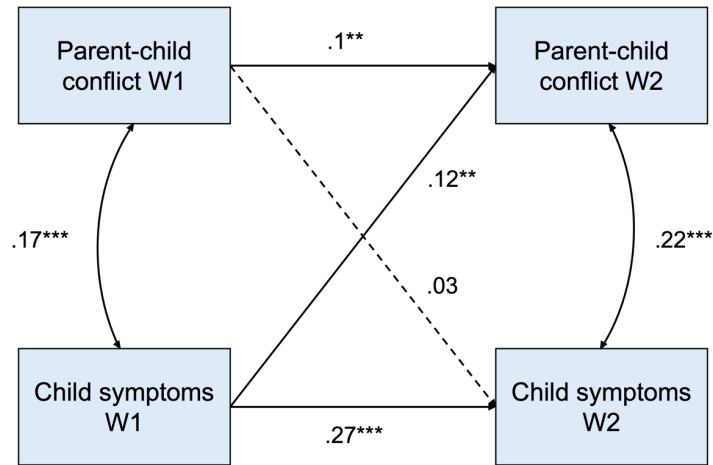 Parent-child
conflict W1
.1**
Parent-child
conflict W2
.12**
.17***
.22***
.03
Child symptoms
W1
.27***
Child symptoms
W2